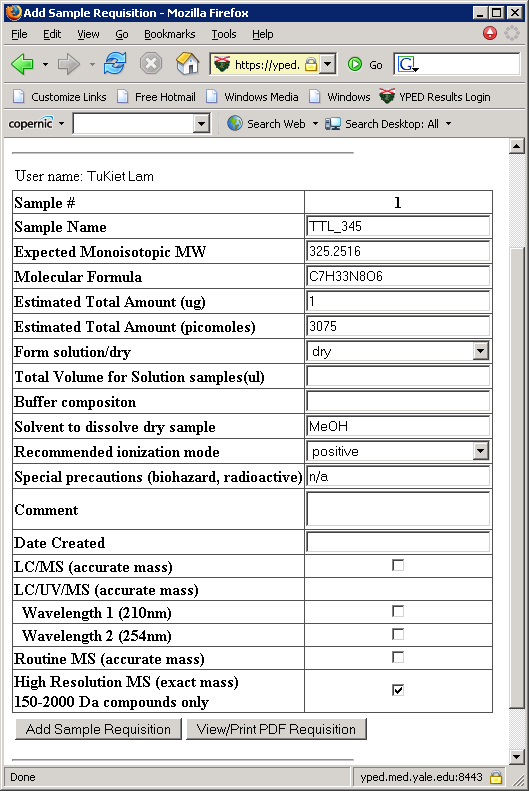 Add Sample Requisition - Mozilla Firefox
File Edit View Go Bookmarks Tools Help
https://yped. Go G
Customize Links Free Hotmail Windows Media Windows YPED Results Login
copernic Search Web Search Desktop: All
User name: TuKiet Lam
Sample # 1
Sample Name TTL_345
Expected Monoisotopic MW 325.2516
Molecular Formula C7H33N8O6
Estimated Total Amount (ug) 1
Estimated Total Amount (picomoles) 3075
Form solution/dry dry
Total Volume for Solution samples(ul)
Buffer compositon
Solvent to dissolve dry sample MeOH
Recommended ionization mode positive
Special precautions (biohazard, radioactive) n/a
Comment
Date Created
LC/MS (accurate mass)
LC/UV/MS (accurate mass)
Wavelength 1 (210nm)
Wavelength 2 (254nm)
Routine MS (accurate mass)
High Resolution MS (exact mass)
150-2000 Da compounds only
Add Sample Requisition View/Print PDF Requisition
Done yped.med.yale.edu:8443